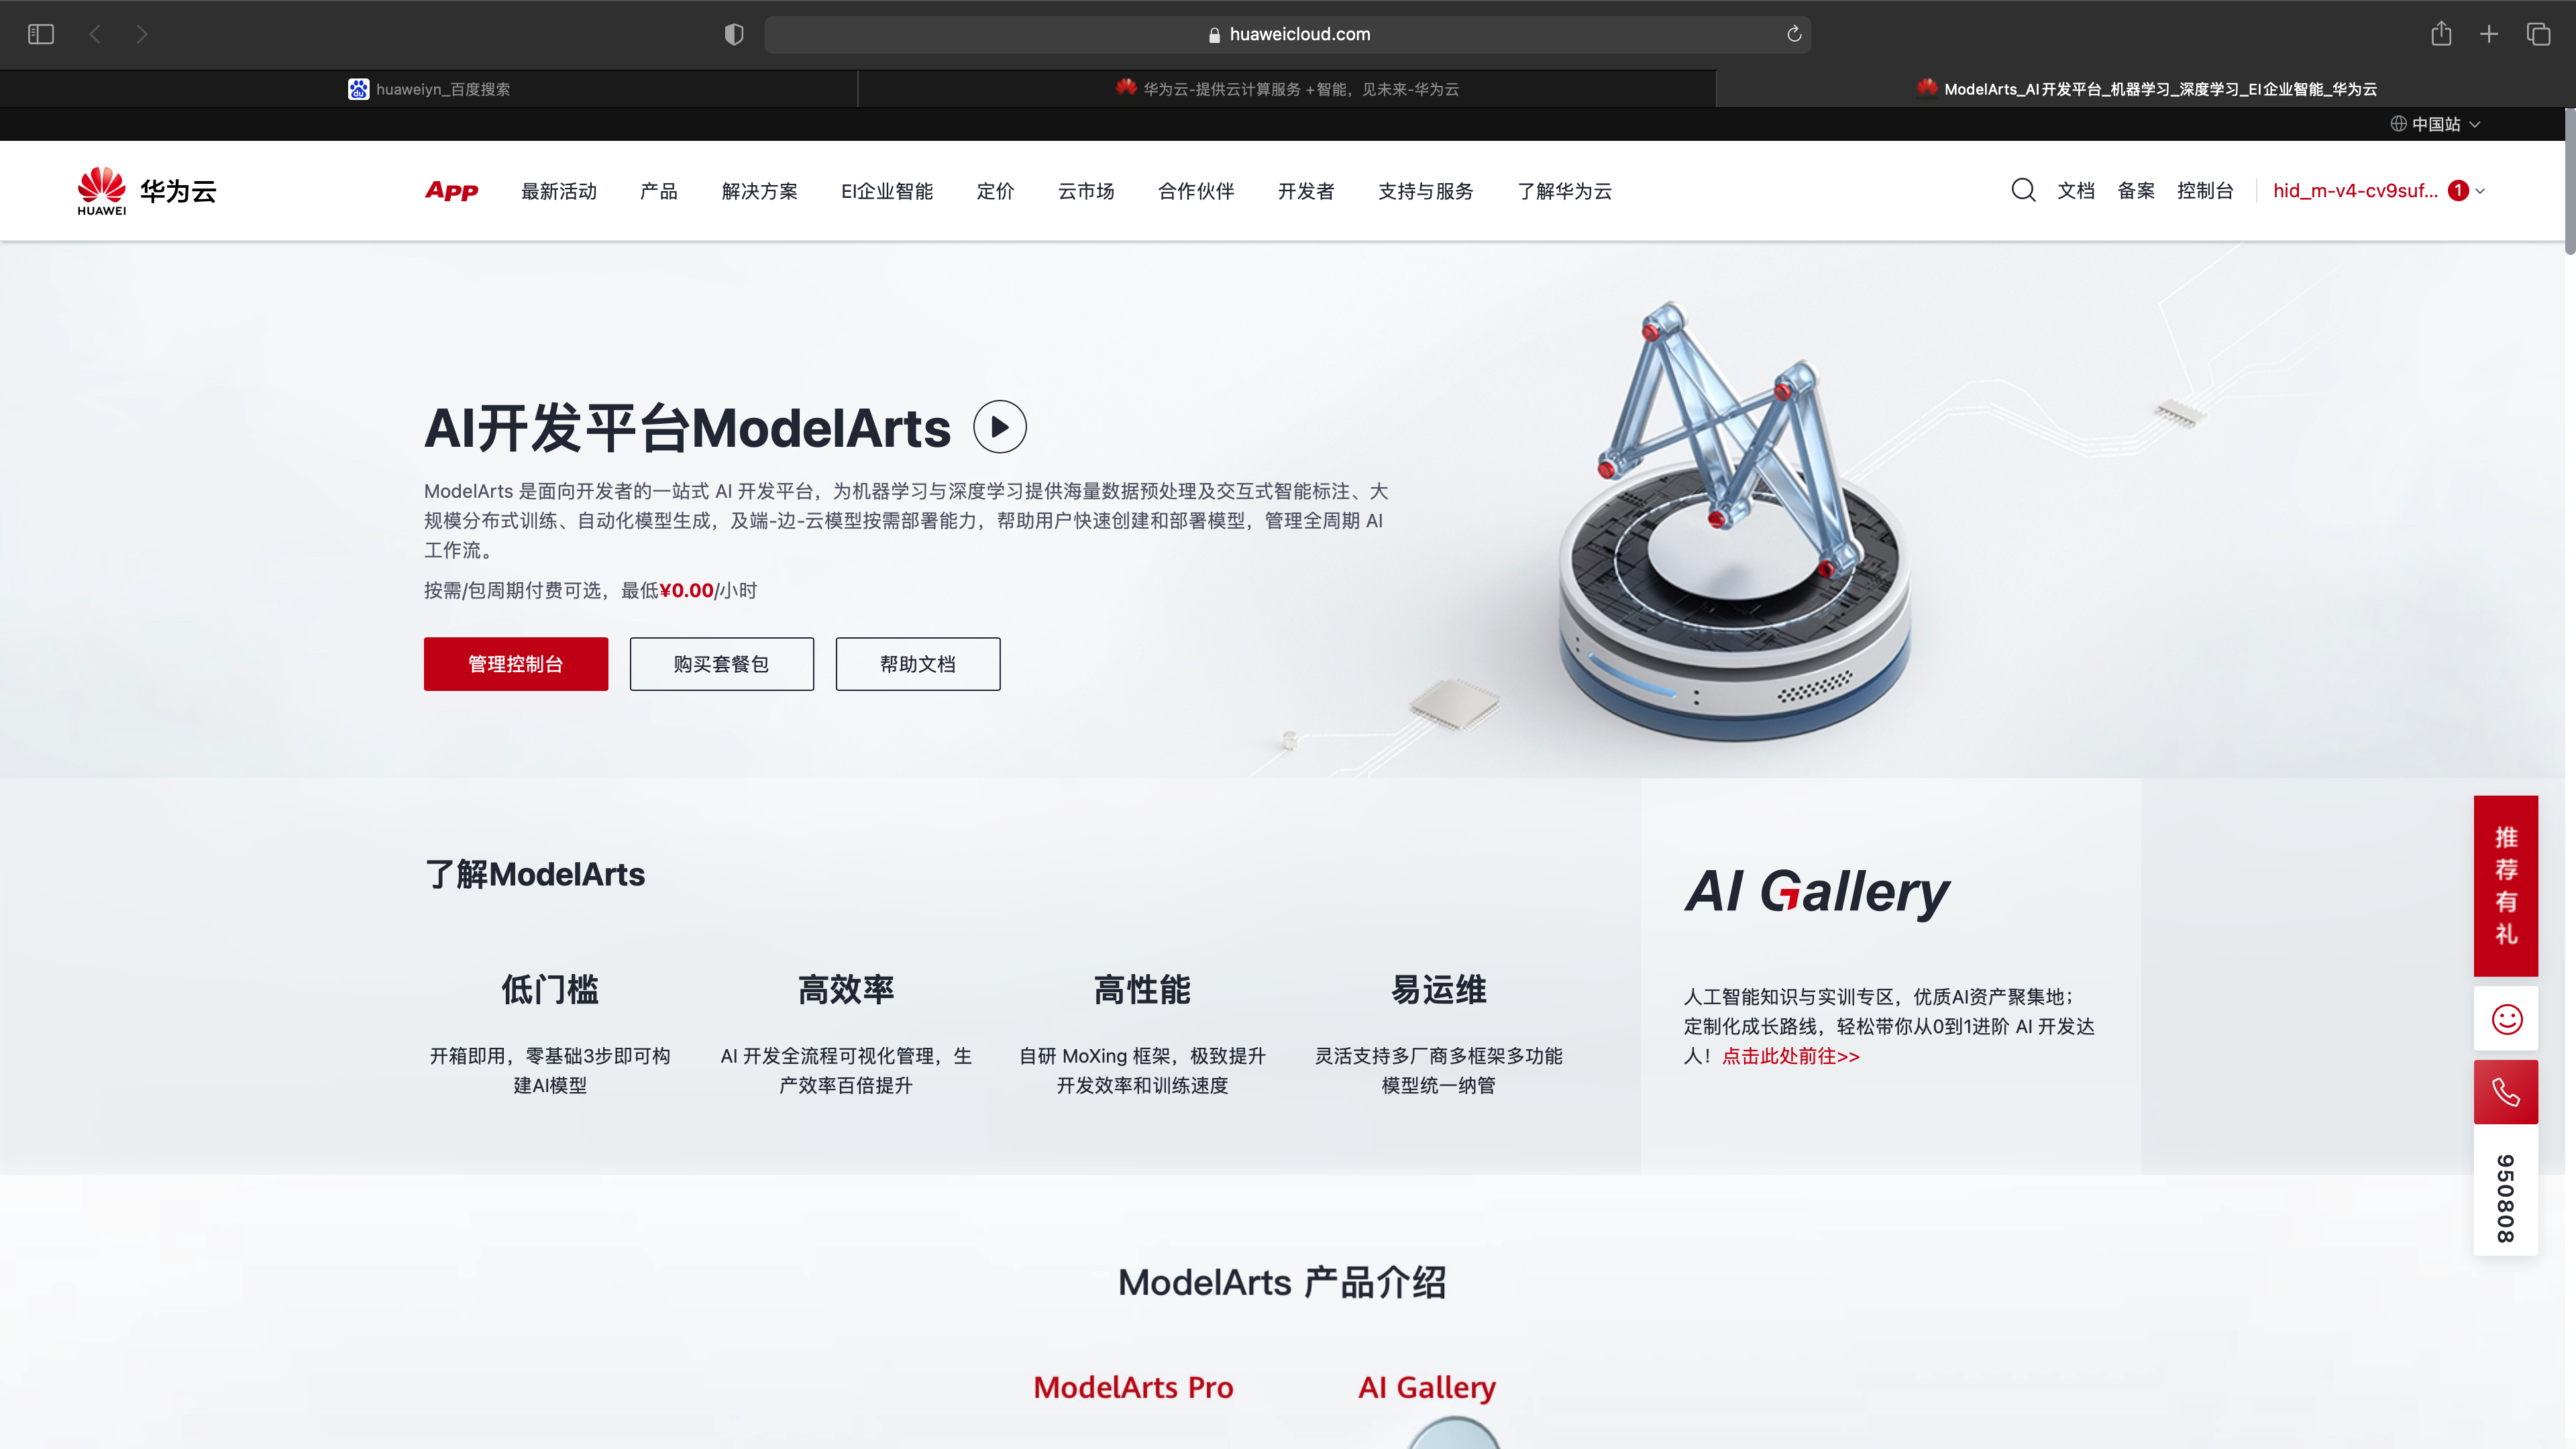 huaweicloud.com
huaweiyn_百度搜索
华为云-提供云计算服务 +智能，见未来-华为云
ModelArts_AI开发平台_机器学习_深度学习_EI企业智能_华为云
中国站
HUAWEI
华为云
APP
最新活动
产品
解决方案
EI企业智能
定价
云市场
合作伙伴
开发者
支持与服务
了解华为云
文档
备案
控制台
hid_m-v4-cv9suf...
1
AI开发平台ModelArts
ModelArts 是面向开发者的一站式 AI 开发平台，为机器学习与深度学习提供海量数据预处理及交互式智能标注、大
规模分布式训练、自动化模型生成，及端-边-云模型按需部署能力，帮助用户快速创建和部署模型，管理全周期 AI
工作流。
按需/包周期付费可选，最低¥0.00/小时
管理控制台
购买套餐包
帮助文档
了解ModelArts
低门槛
开箱即用，零基础3步即可构
建AI模型
高效率
AI 开发全流程可视化管理，生
产效率百倍提升
高性能
自研 MoXing 框架，极致提升
开发效率和训练速度
易运维
灵活支持多厂商多框架多功能
模型统一纳管
AI Gallery
人工智能知识与实训专区，优质AI资产聚集地；
定制化成长路线，轻松带你从0到1进阶 AI 开发达
人！点击此处前往>>
推荐有礼
950808
ModelArts 产品介绍
ModelArts Pro
AI Gallery